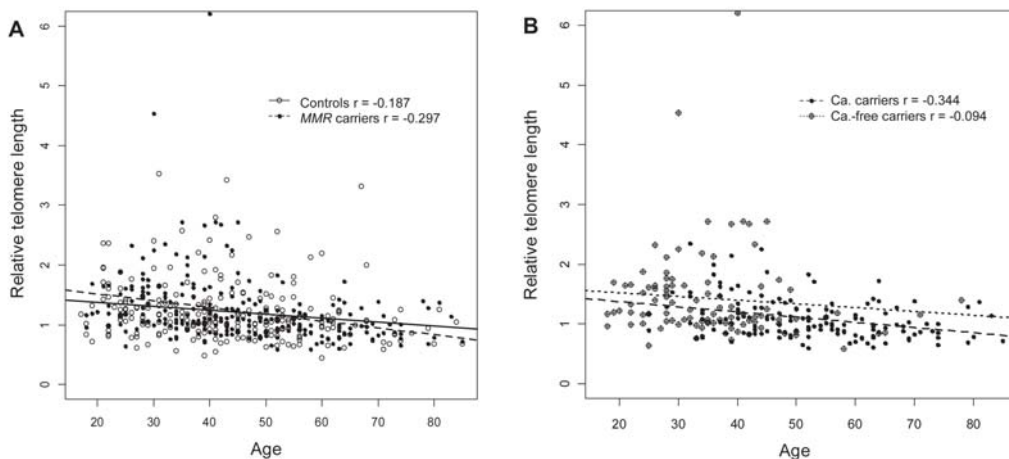 A
Relative telomere length
6
5
4
3
2
1
0
Controls r = -0.187
MMR carriers r = -0.297
20 30 40 50 60 70 80
Age
B
Relative telomere length
6
5
4
3
2
1
0
Ca. carriers r = -0.344
Ca.-free carriers r = -0.094
20 30 40 50 60 70 80
Age